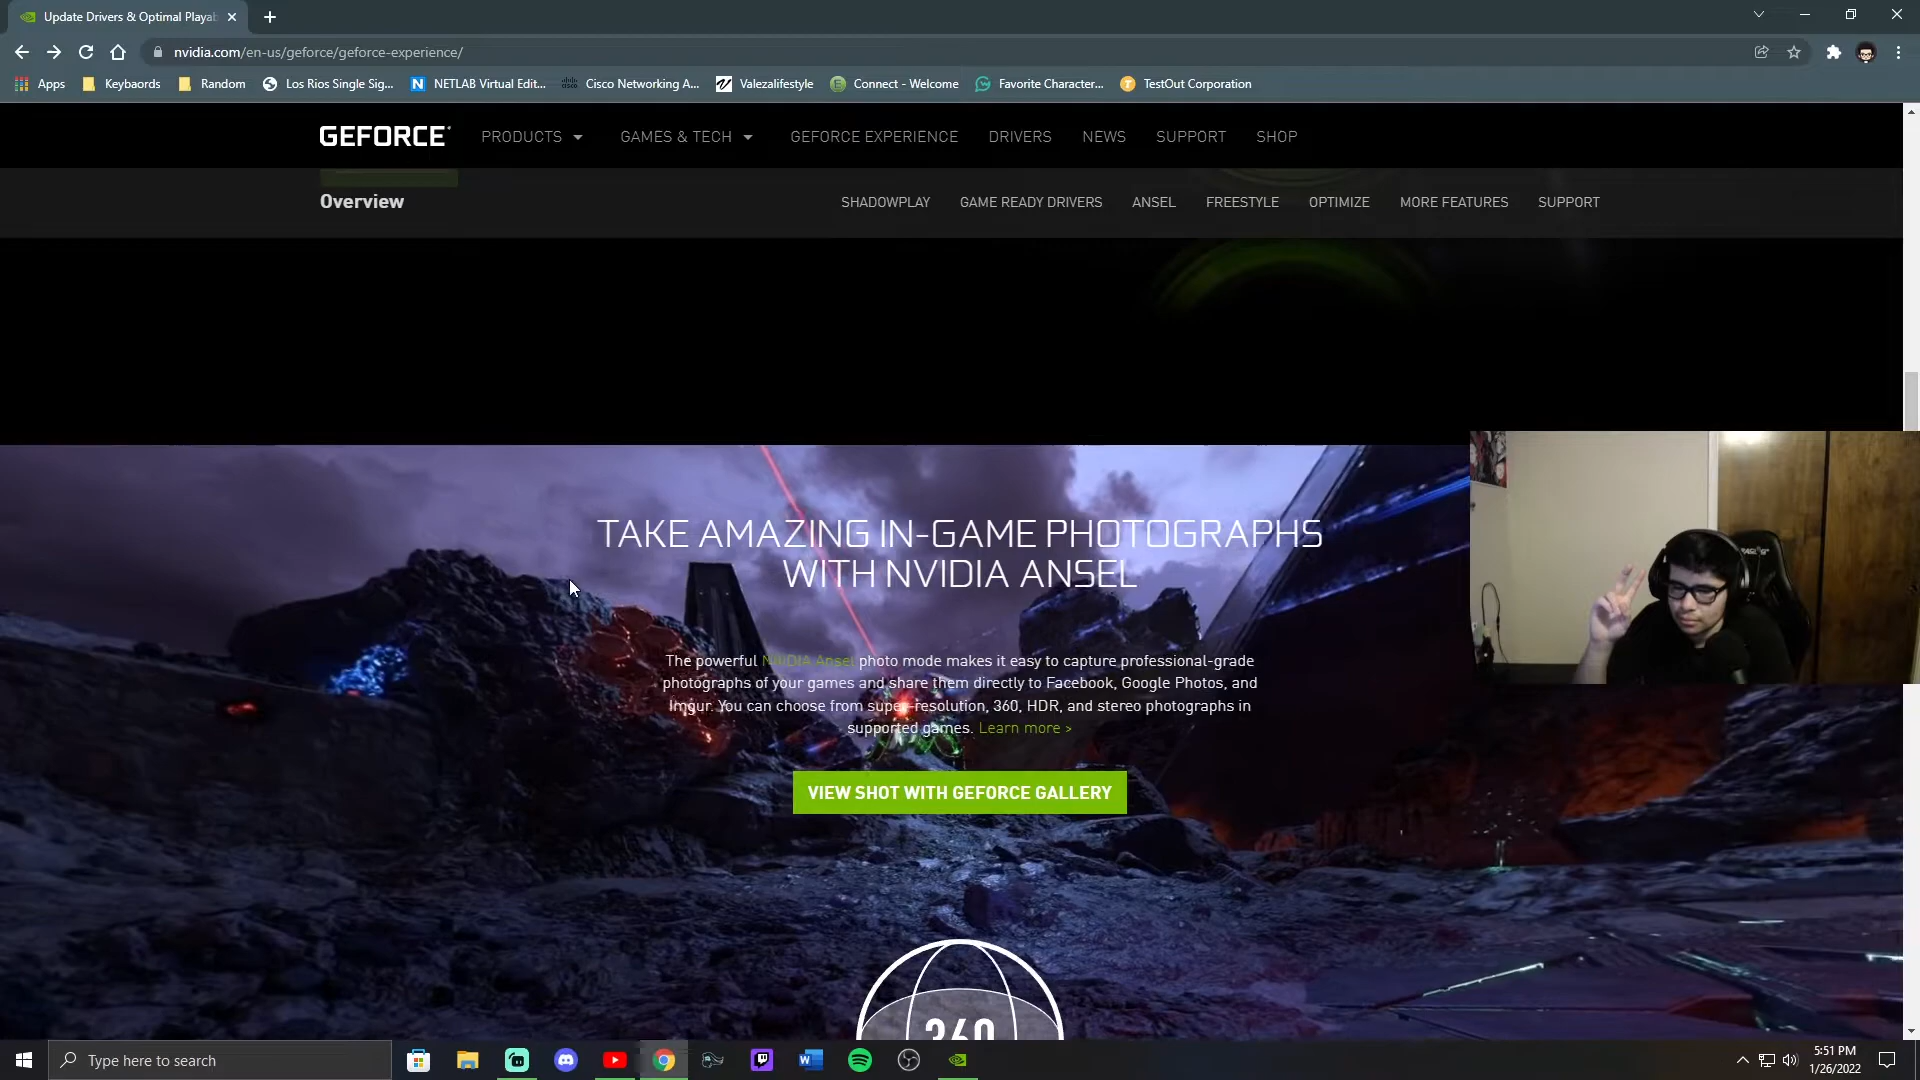 Update Drivers & Optimal Playab
nvidia.com/en-us/geforce/geforce-experience/
Apps
Keybaords
Random
Los Rios Single Sig...
NETLAB Virtual Edit...
Cisco Networking A...
Valezalifestyle
Connect - Welcome
Favorite Character...
TestOut Corporation
GEFORCE
PRODUCTS
GAMES & TECH
GEFORCE EXPERIENCE
DRIVERS
NEWS
SUPPORT
SHOP
Overview
SHADOWPLAY
GAME READY DRIVERS
ANSEL
FREESTYLE
OPTIMIZE
MORE FEATURES
SUPPORT
TAKE AMAZING IN-GAME PHOTOGRAPHS
WITH NVIDIA ANSEL
The powerful NVIDIA Ansel photo mode makes it easy to capture professional-grade
photographs of your games and share them directly to Facebook, Google Photos, and
Imgur. You can choose from super-resolution, 360, HDR, and stereo photographs in
supported games. Learn more >
VIEW SHOT WITH GEFORCE GALLERY
360
Type here to search
5:51 PM
1/26/2022